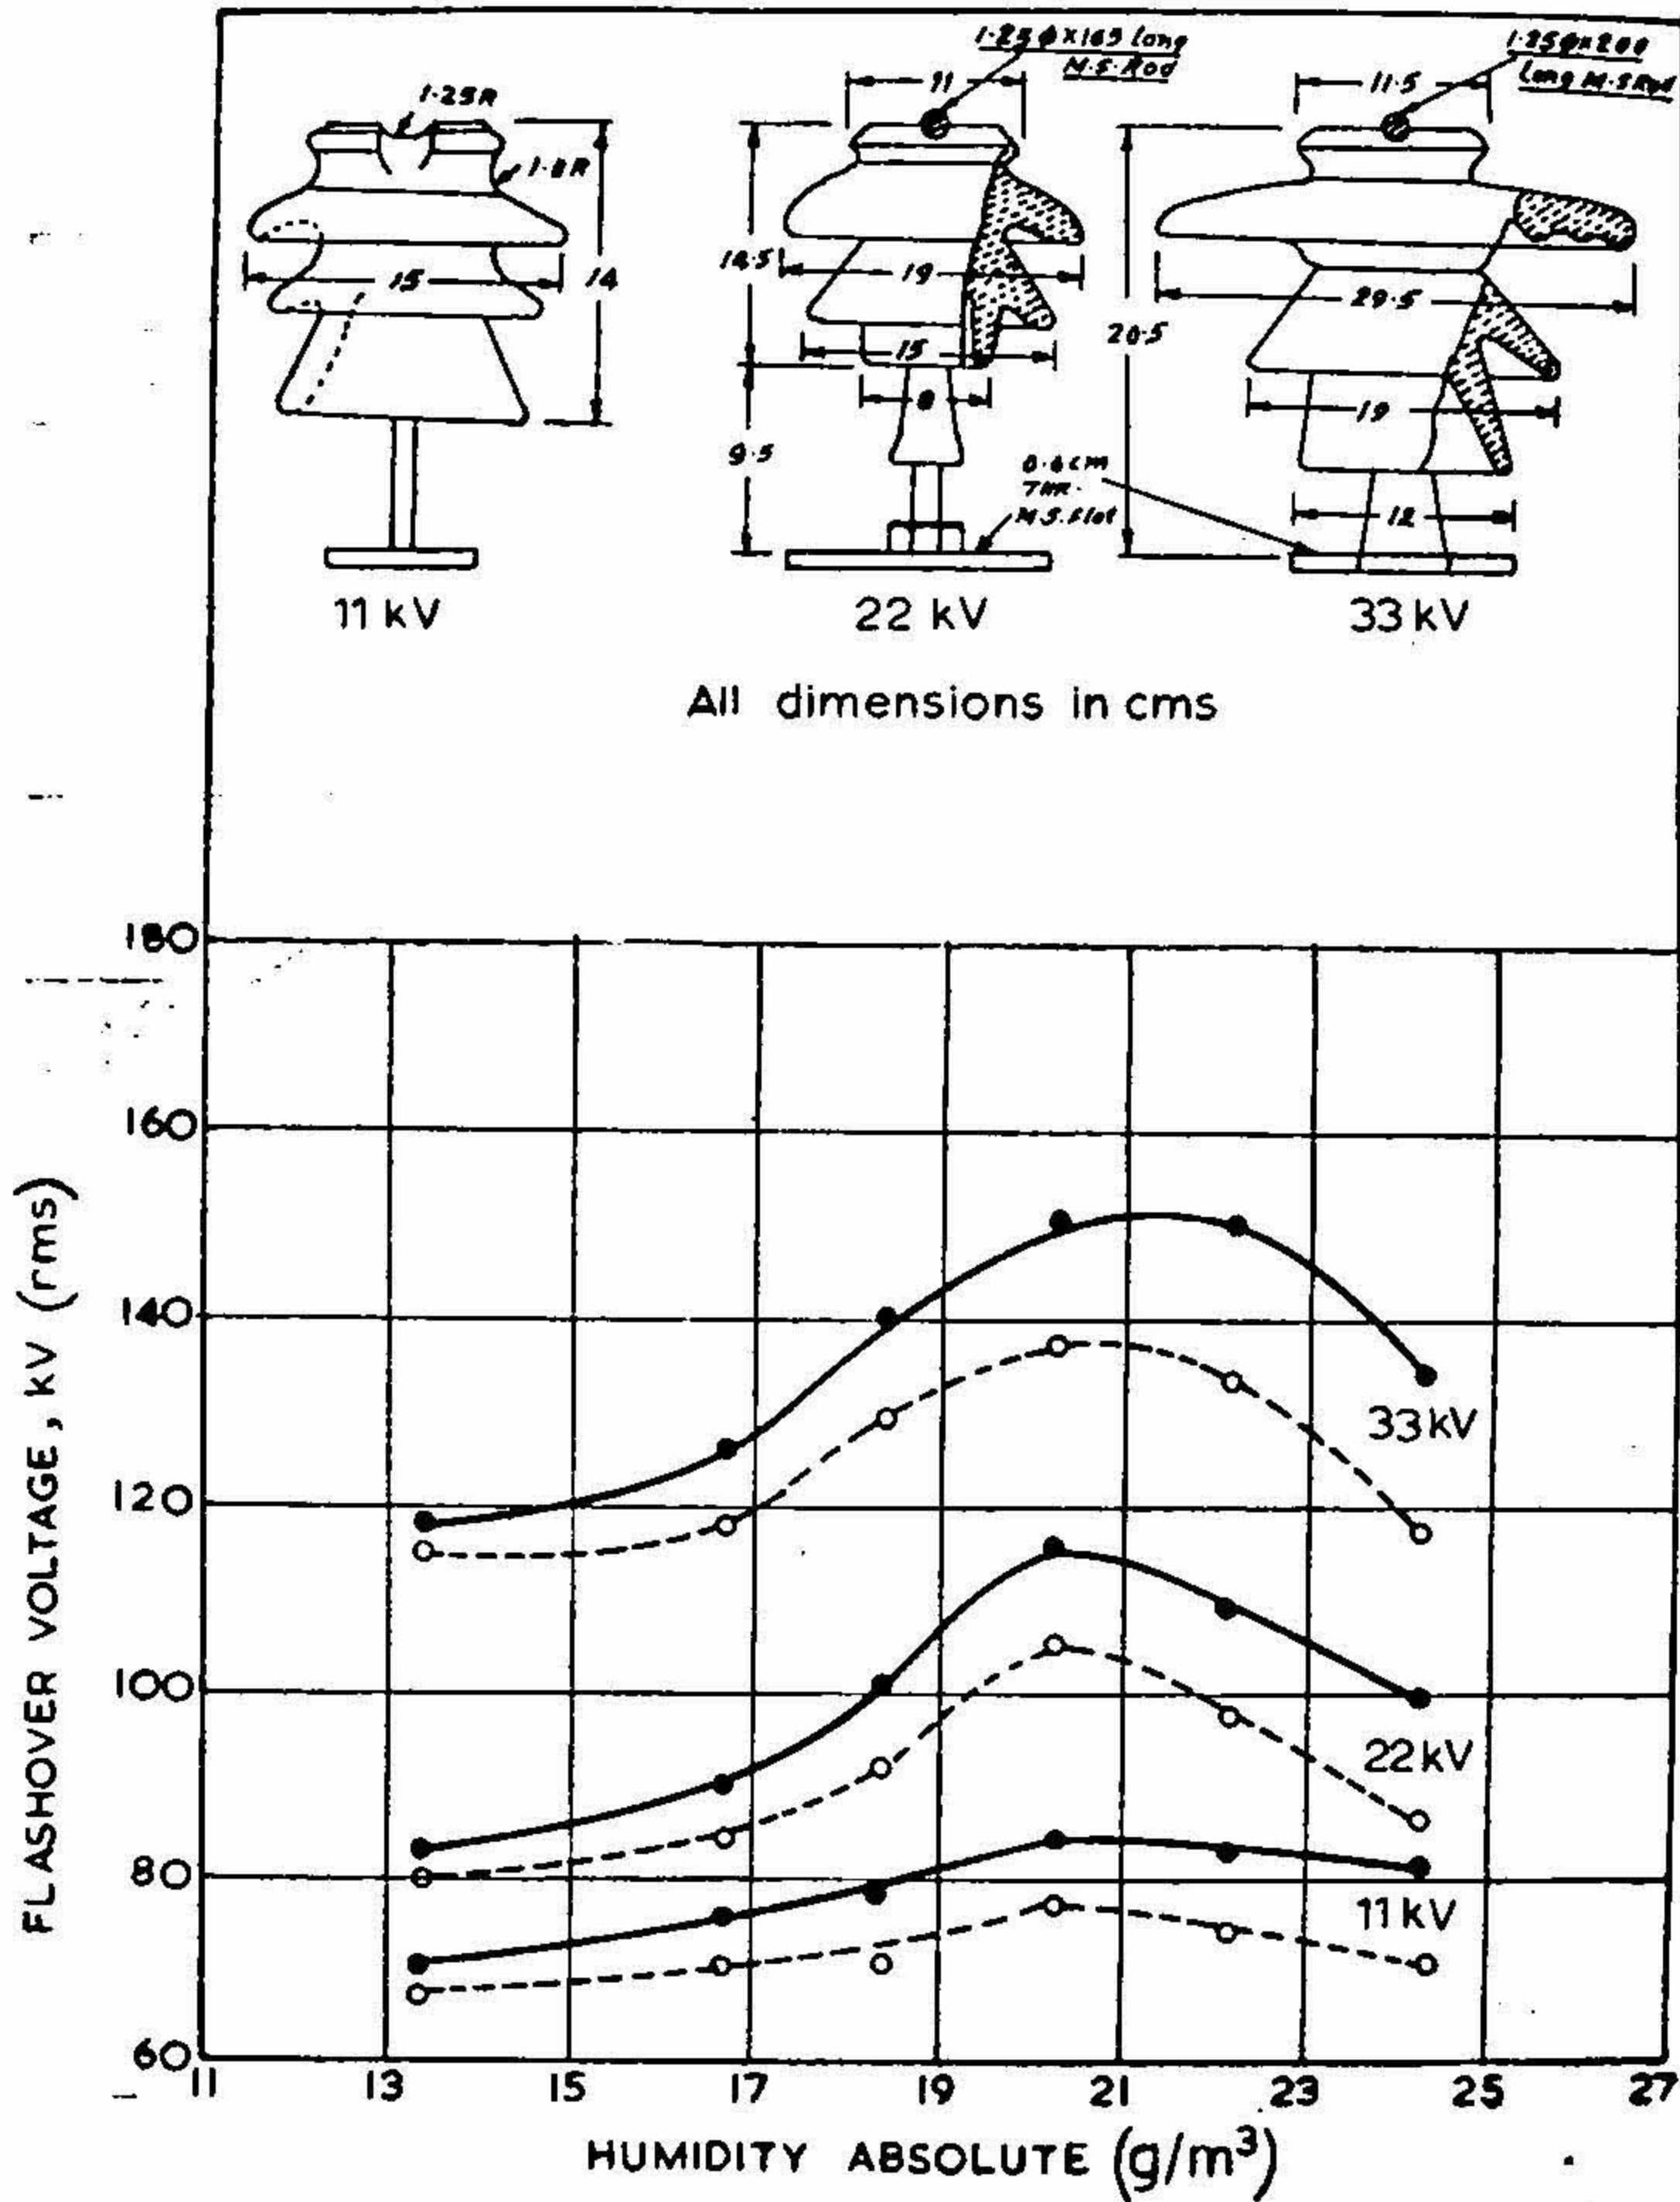 1.25 ϕ x 165 long
M.S. Rod
1.25 ϕ x 200
long M.S Rod
11
11.5
1.25R
1.8R
15
14
14.5
19
15
8
9.5
20.5
29.5
19
12
0.6 cm
THK.
M.S. flat
11 kV
22 kV
33 kV
All dimensions in cms
180
160
140
120
100
80
60
33 kV
22 kV
11 kV
11 13 15 17 19 21 23 25 27
FLASHOVER VOLTAGE, kV (rms)
HUMIDITY ABSOLUTE (g/m³)